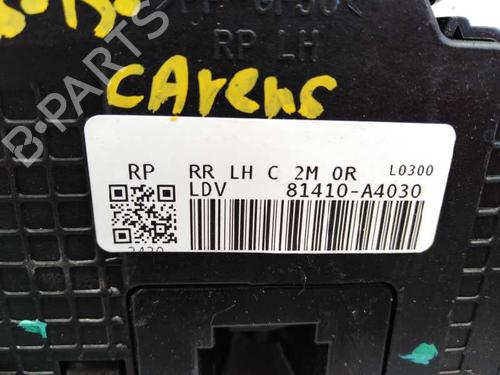 RP LH
CARENS
RP RR LH C 2M 0R L0300
LDV 81410-A4030
B-PARTS